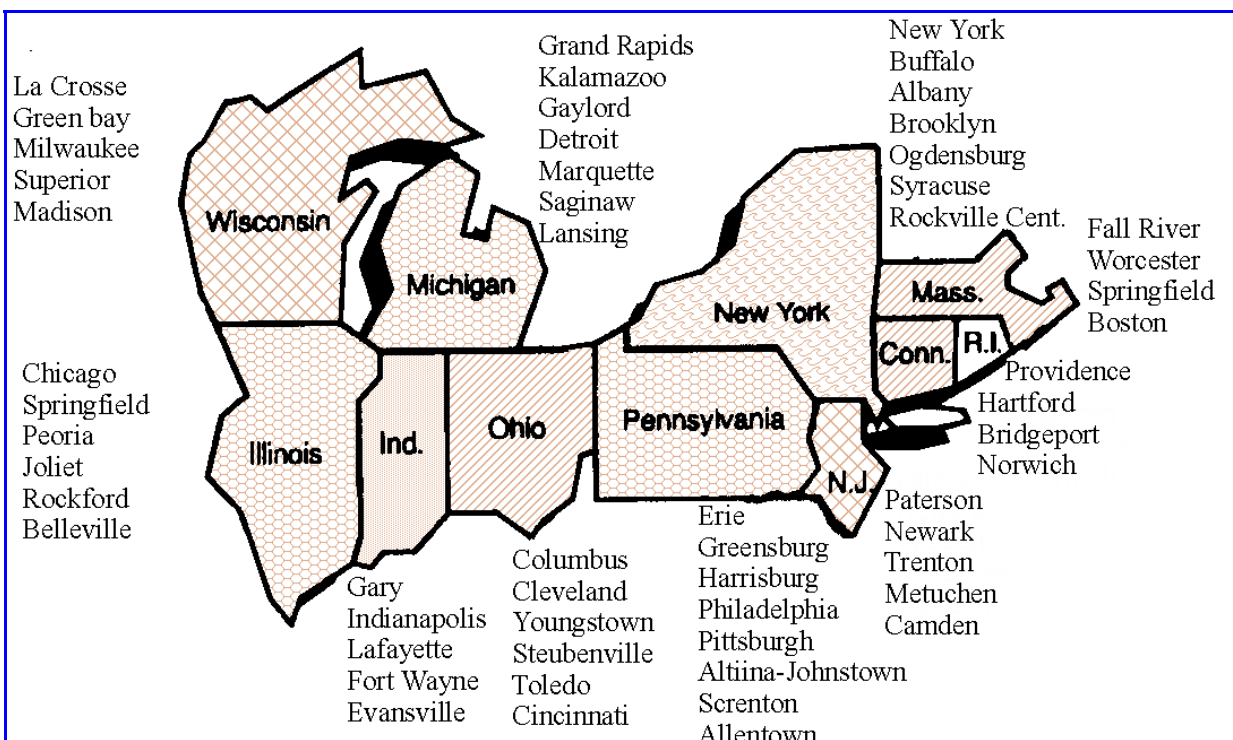 La Crosse
Green bay
Milwaukee
Superior
Madison
Grand Rapids
Kalamazoo
Gaylord
Detroit
Marquette
Saginaw
Lansing
New York
Buffalo
Albany
Brooklyn
Ogdensburg
Syracuse
Rockville Cent.
Fall River
Worcester
Springfield
Boston
Wisconsin
Michigan
New York
Mass.
Conn.
R.I.
Illinois
Ind.
Ohio
Pennsylvania
N.J.
Chicago
Springfield
Peoria
Joliet
Rockford
Belleville
Providence
Hartford
Bridgeport
Norwich
Gary
Indianapolis
Lafayette
Fort Wayne
Evansville
Columbus
Cleveland
Youngstown
Steubenville
Toledo
Cincinnati
Erie
Greensburg
Harrisburg
Philadelphia
Pittsburgh
Altiina-Johnstown
Screnton
Allentown
Paterson
Newark
Trenton
Metuchen
Camden